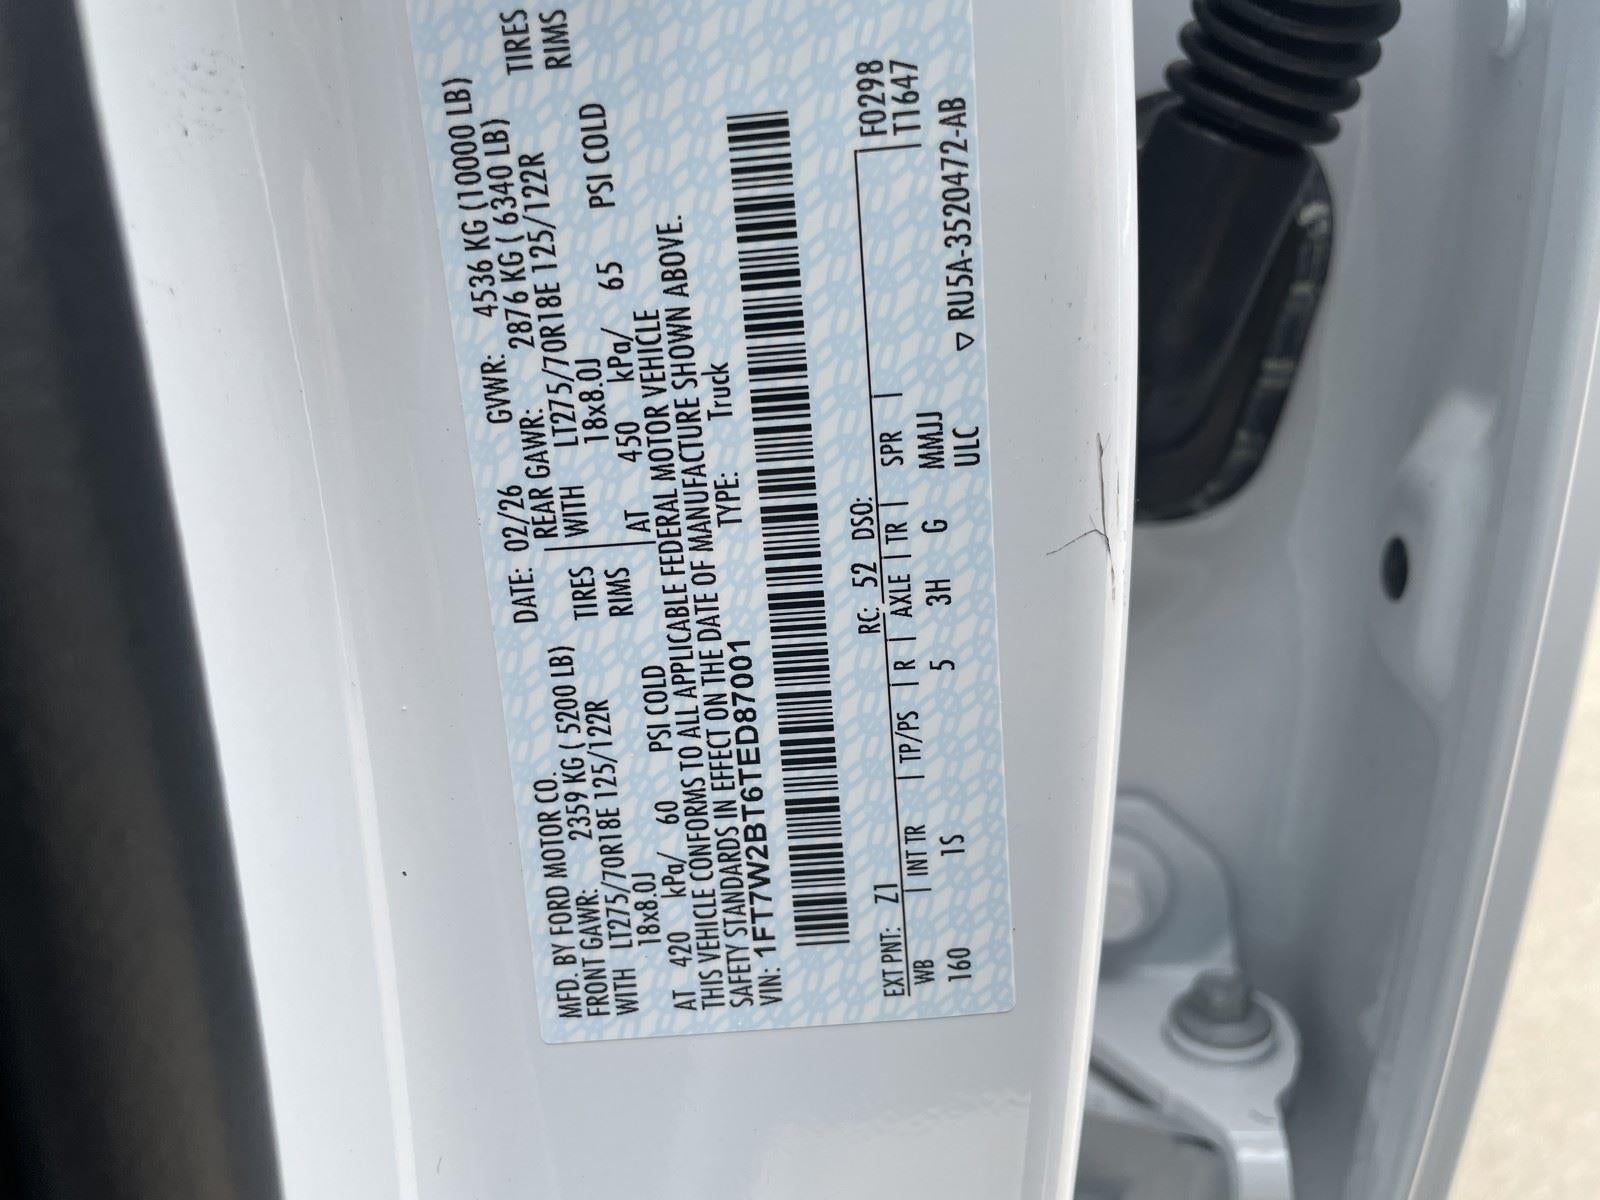 MFD. BY FORD MOTOR CO. DATE: 02/26 GVWR: 4536 KG (10000 LB)
FRONT GAWR: 2359 KG ( 5200 LB) REAR GAWR: 2876 KG ( 6340 LB)
WITH LT275/70R18E 125/122R TIRES WITH LT275/70R18E 125/122R TIRES
18x8.0J RIMS 18x8.0J RIMS
AT 420 kPa/ 60 PSI COLD AT 450 kPa/ 65 PSI COLD
THIS VEHICLE CONFORMS TO ALL APPLICABLE FEDERAL MOTOR VEHICLE
SAFETY STANDARDS IN EFFECT ON THE DATE OF MANUFACTURE SHOWN ABOVE.
VIN: 1FT7W2BT6TED87001 TYPE: Truck
EXT PNT: Z1 RC: 52 DSO: F0298
WB INT TR TP/PS R AXLE TR SPR T1647
160 1S 5 3H G MMJJ
ULC ▽ RU5A-3520472-AB